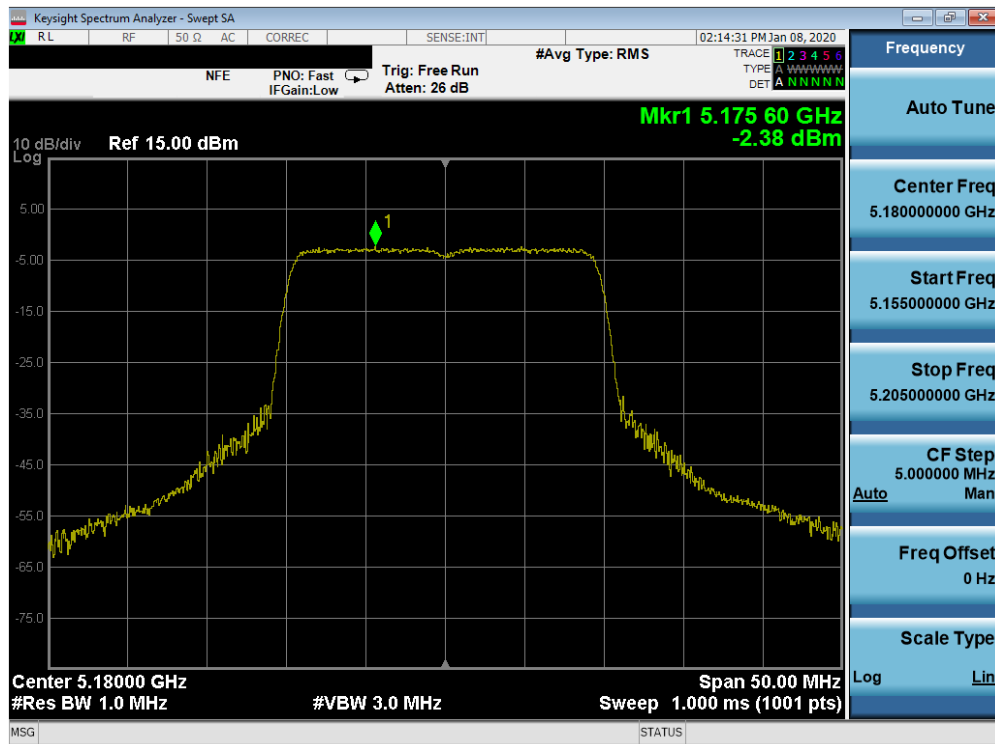 Keysight Spectrum Analyzer - Swept SA
LXI RL RF 50 Ω AC CORREC SENSE:INT 02:14:31 PM Jan 08, 2020
#Avg Type: RMS TRACE 1 2 3 4 5 6
NFE PNO: Fast Trig: Free Run TYPE A WWWWW
IFGain:Low Atten: 26 dB DET A N N N N N
Mkr1 5.175 60 GHz
-2.38 dBm
10 dB/div Ref 15.00 dBm
Log
1
5.00
-5.00
-15.0
-25.0
-35.0
-45.0
-55.0
-65.0
-75.0
Center 5.18000 GHz Span 50.00 MHz
#Res BW 1.0 MHz #VBW 3.0 MHz Sweep 1.000 ms (1001 pts)
MSG STATUS
Frequency
Auto Tune
Center Freq
5.180000000 GHz
Start Freq
5.155000000 GHz
Stop Freq
5.205000000 GHz
CF Step
5.000000 MHz
Auto Man
Freq Offset
0 Hz
Scale Type
Log Lin